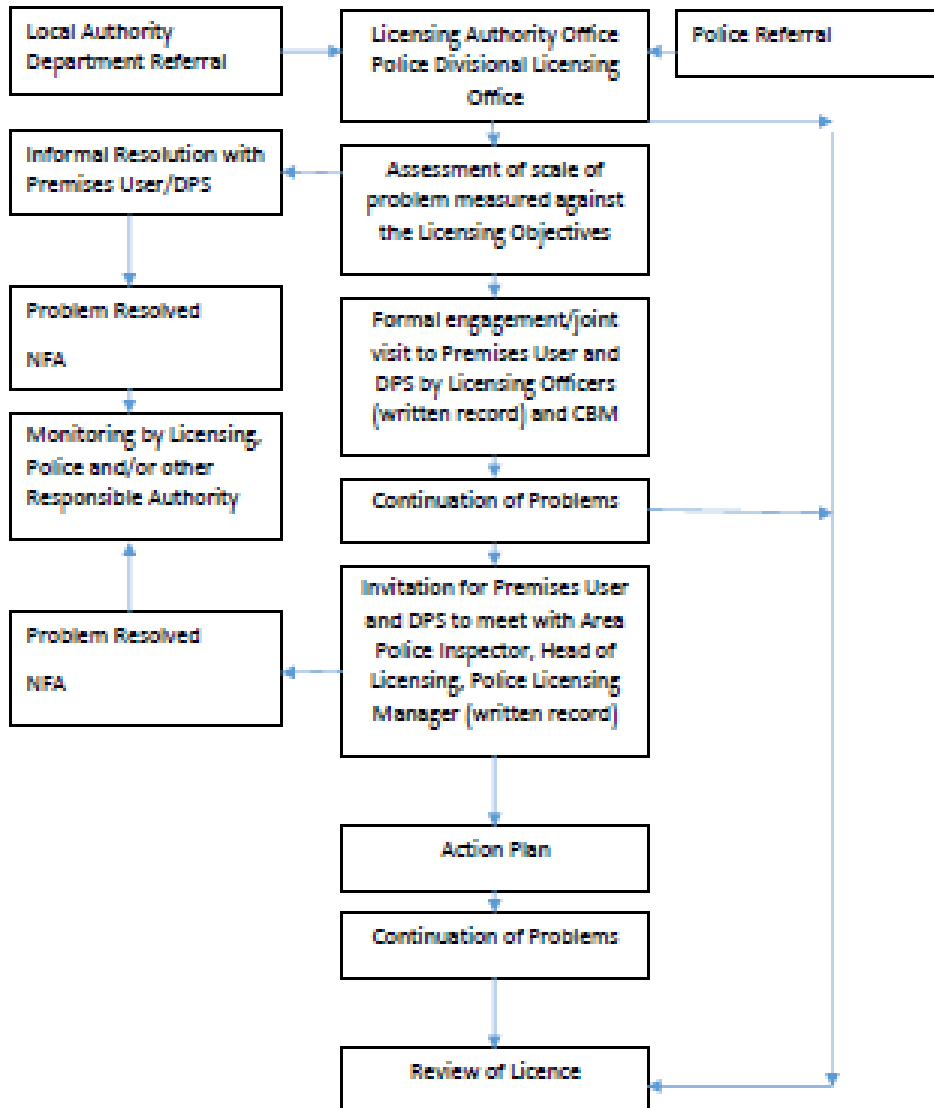 Local Authority
Department Referral
Licensing Authority Office
Police Divisional Licensing
Office
Police Referral
Informal Resolution with
Premises User/DPS
Assessment of scale of
problem measured against
the Licensing Objectives
Problem Resolved
NFA
Formal engagement/joint
visit to Premises User and
DPS by Licensing Officers
(written record) and CBM
Monitoring by Licensing,
Police and/or other
Responsible Authority
Continuation of Problems
Invitation for Premises User
and DPS to meet with Area
Police Inspector, Head of
Licensing, Police Licensing
Manager (written record)
Problem Resolved
NFA
Action Plan
Continuation of Problems
Review of Licence